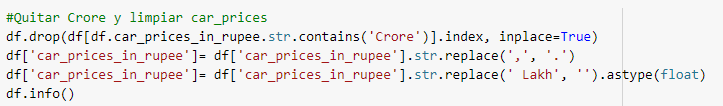 #Quitar Crore y limpiar car_prices
df.drop(df[df.car_prices_in_rupee.str.contains('Crore')].index, inplace=True)
df['car_prices_in_rupee']= df['car_prices_in_rupee'].str.replace(',', '.')
df['car_prices_in_rupee']= df['car_prices_in_rupee'].str.replace(' Lakh', '').astype(float)
df.info()